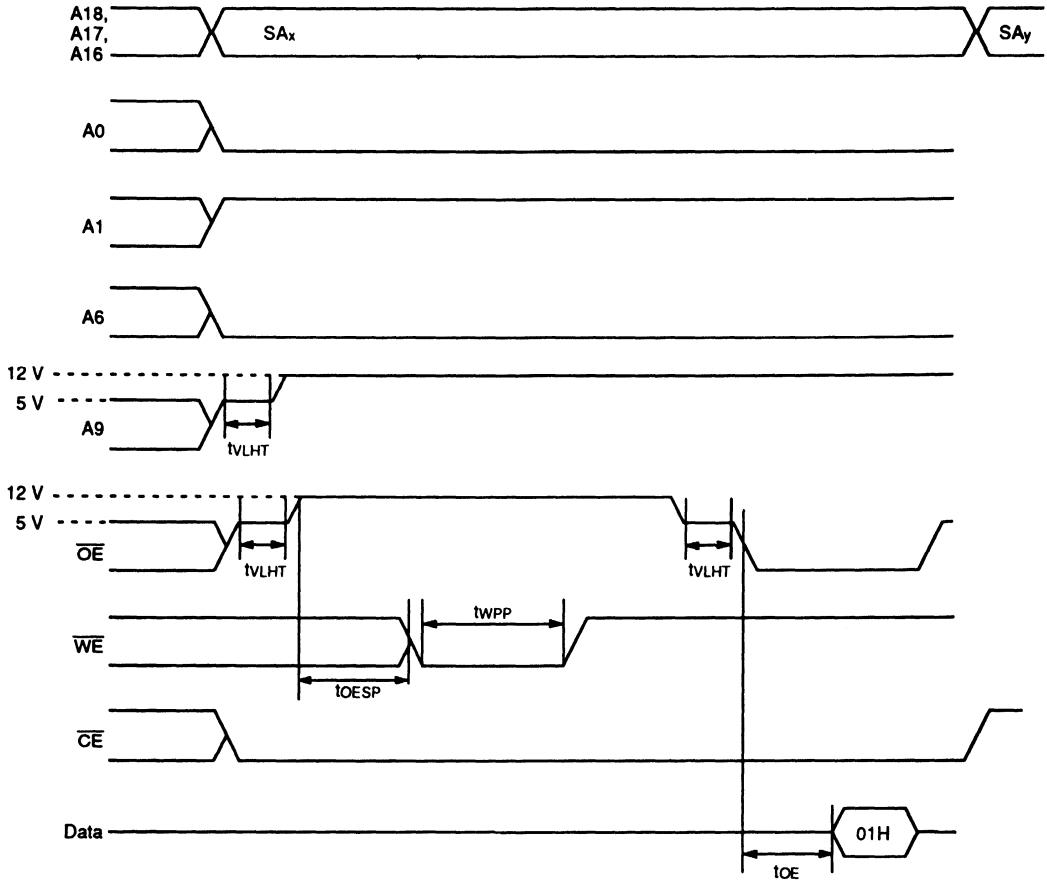 A18,
A17,
A16
SAx
SAy
A0
A1
A6
12 V
5 V
A9
tVLHT
12 V
5 V
OE
tVLHT
tVLHT
WE
tWPP
tOESP
CE
Data
01H
tOE